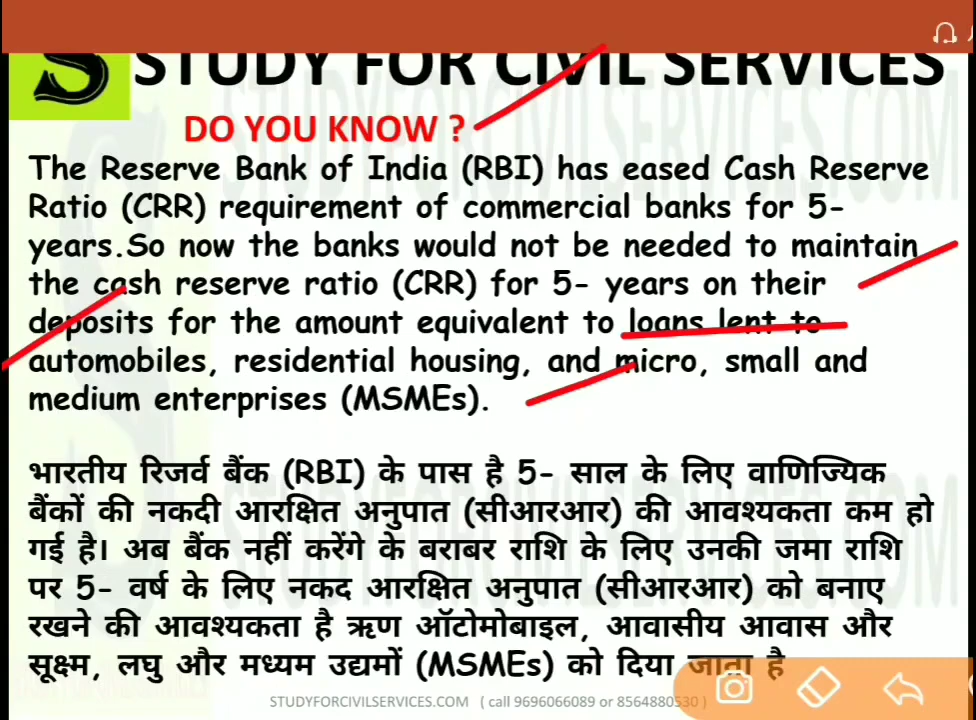 STUDY FOR CIVIL SERVICES
DO YOU KNOW ?
The Reserve Bank of India (RBI) has eased Cash Reserve
Ratio (CRR) requirement of commercial banks for 5-
years.So now the banks would not be needed to maintain
the cash reserve ratio (CRR) for 5- years on their
deposits for the amount equivalent to loans lent to
automobiles, residential housing, and micro, small and
medium enterprises (MSMEs).
भारतीय रिजर्व बैंक (RBI) के पास है 5- साल के लिए वाणिज्यिक
बैंकों की नकदी आरक्षित अनुपात (सीआरआर) की आवश्यकता कम हो
गई है। अब बैंक नहीं करेंगे के बराबर राशि के लिए उनकी जमा राशि
पर 5- वर्ष के लिए नकद आरक्षित अनुपात (सीआरआर) को बनाए
रखने की आवश्यकता है ऋण ऑटोमोबाइल, आवासीय आवास और
सूक्ष्म, लघु और मध्यम उद्यमों (MSMEs) को दिया जाता है
STUDYFORCIVILSERVICES.COM ( call 9696066089 or 8564880530 )